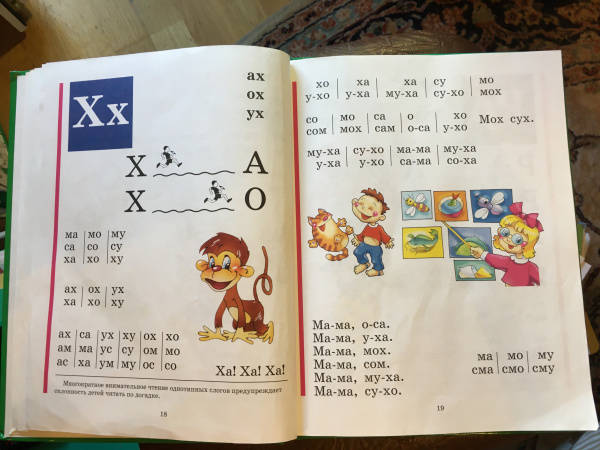 Хх
ах
ох
ух
Х А
Х О
ма | мо | му
са | со | су
ха | хо | ху
ах | ох | ух
ха | хо | ху
ах | са | ух | ху | ох | хо
ам | ма | ус | су | ом | мо
ас | ха | ум | му | ос | со
Ха! Ха! Ха!
Многократное внимательное чтение однотипных слогов предупреждает
склонность детей читать по догадке.
18
хо | ха | ха | су | мо
у-хо | у-ха | му-ха | су-хо | мох
со | мо | са | о | хо
сом | мох | сам | о-са | у-хо
Мох сух.
му-ха | су-хо | ма-ма | му-ха
у-ха | у-хо | са-ма | со-ха
Ма-ма, о-са.
Ма-ма, у-ха.
Ма-ма, мох.
Ма-ма, сом.
Ма-ма, му-ха.
Ма-ма, су-хо.
ма | мо | му
сма | смо | сму
19